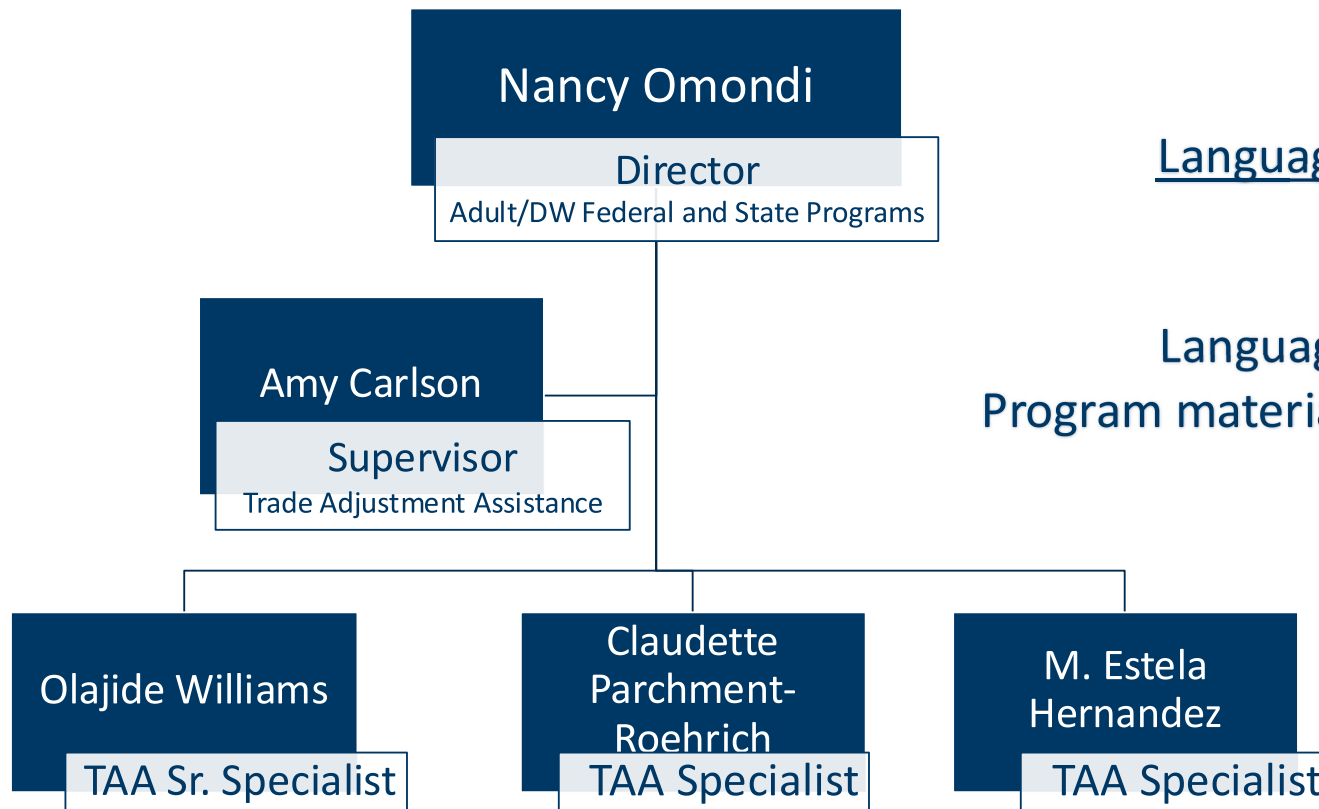 Nancy Omondi
Director
Adult/DW Federal and State Programs
Amy Carlson
Supervisor
Trade Adjustment Assistance
Program
Olajide Williams
TAA Sr. Specialist
Claudette
Parchment-
Roehrich
TAA Specialist
M. Estela
Hernandez
TAA Specialist